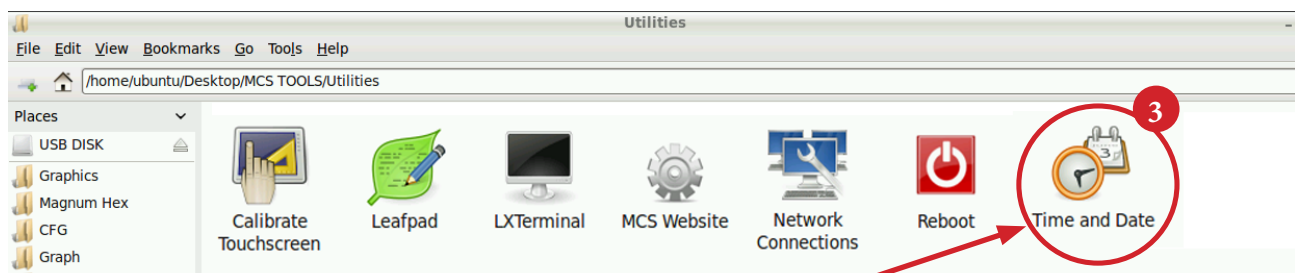 Utilities
File Edit View Bookmarks Go Tools Help
/home/ubuntu/Desktop/MCS TOOLS/Utilities
Places
USB DISK
Graphics
Magnum Hex
CFG
Graph
Calibrate
Touchscreen
Leafpad
LXTerminal
MCS Website
Network
Connections
Reboot
3
3
Time and Date